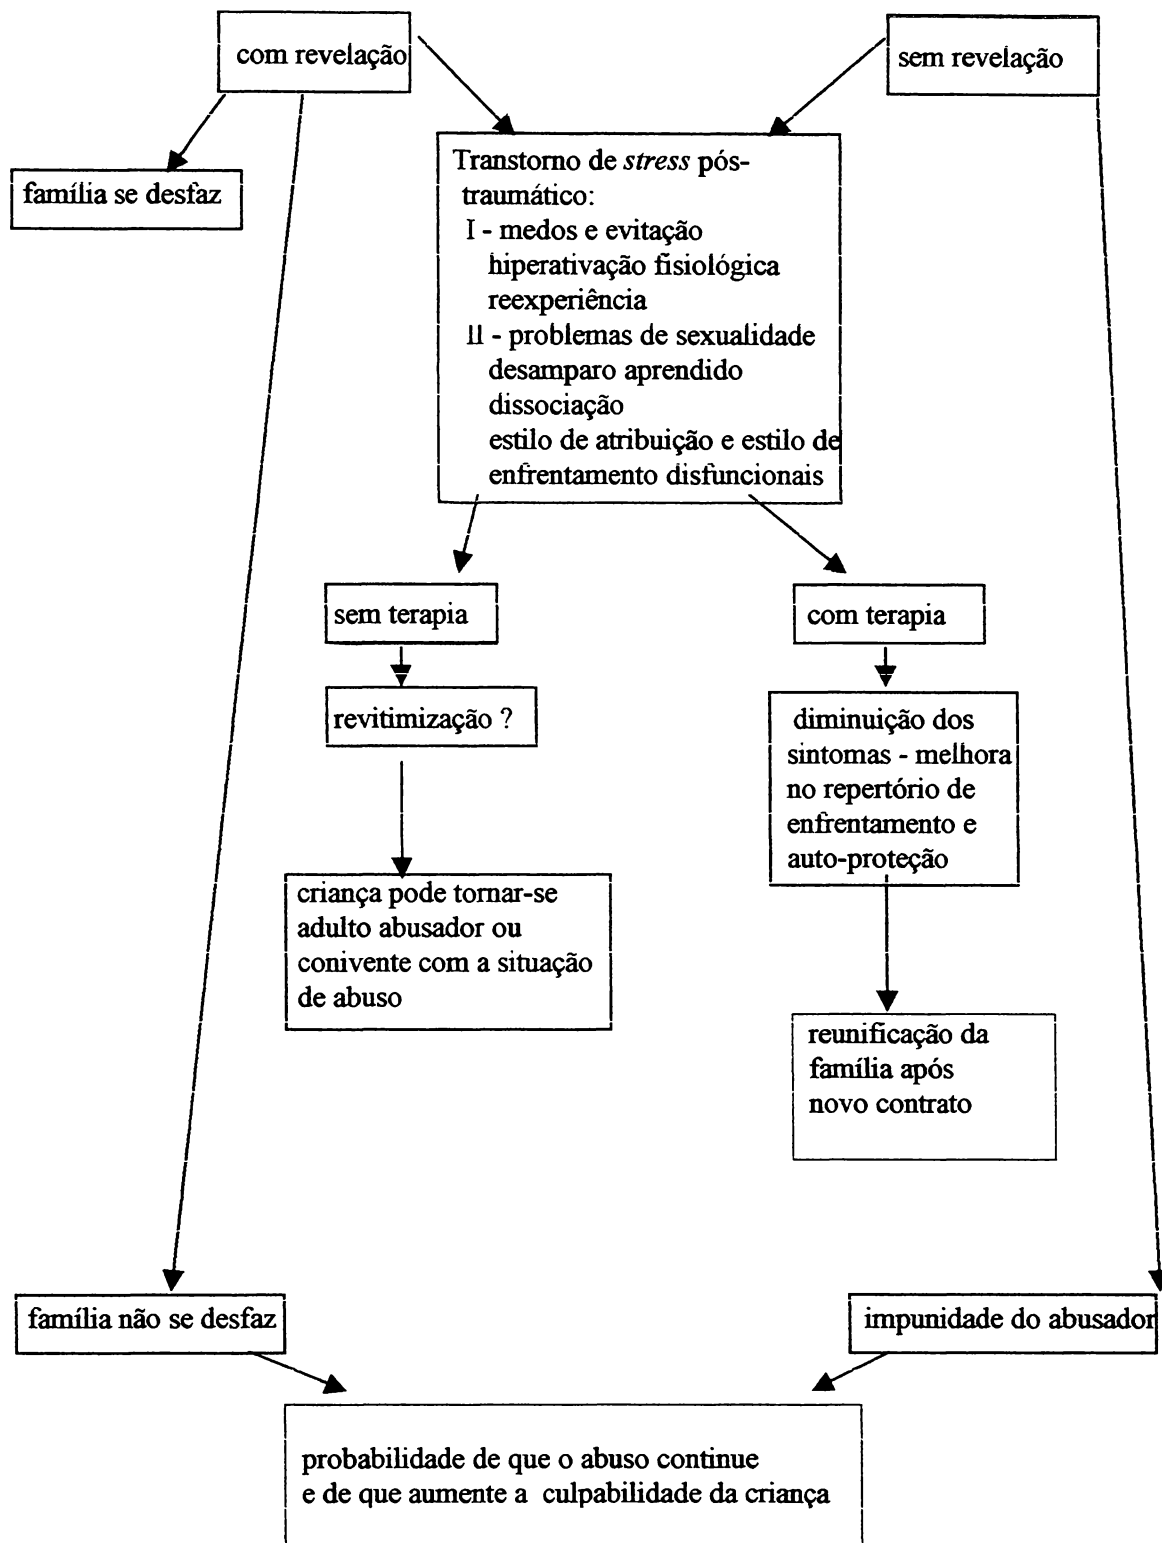 com revelação
sem revelação
família se desfaz
Transtorno de stress pós-
traumático:
I - medos e evitação
hiperativação fisiológica
reexperiência
II - problemas de sexualidade
desamparo aprendido
dissociação
estilo de atribuição e estilo de
enfrentamento disfuncionais
sem terapia
com terapia
revitimização ?
diminuição dos
sintomas - melhora
no repertório de
enfrentamento e
auto-proteção
criança pode tornar-se
adulto abusador ou
conivente com a situação
de abuso
reunificação da
família após
novo contrato
família não se desfaz
impunidade do abusador
probabilidade de que o abuso continue
e de que aumente a culpabilidade da criança